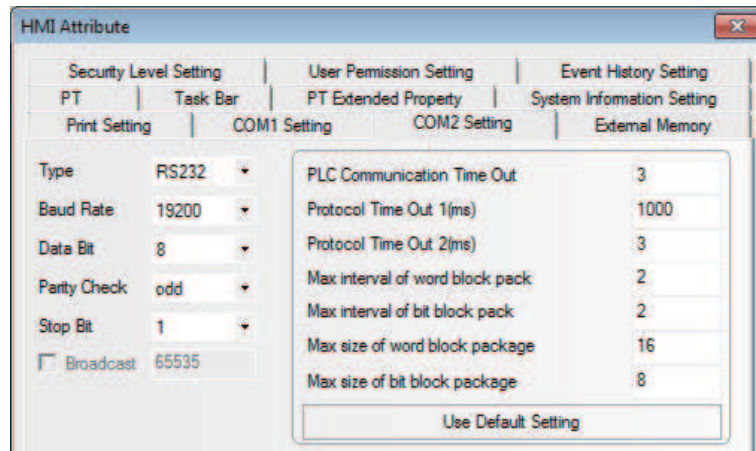 HMI Attribute
Security Level Setting User Permission Setting Event History Setting
PT Task Bar PT Extended Property System Information Setting
Print Setting COM1 Setting COM2 Setting External Memory
Type RS232
Baud Rate 19200
Data Bit 8
Parity Check odd
Stop Bit 1
Broadcast 65535
PLC Communication Time Out 3
Protocol Time Out 1(ms) 1000
Protocol Time Out 2(ms) 3
Max interval of word block pack 2
Max interval of bit block pack 2
Max size of word block package 16
Max size of bit block package 8
Use Default Setting